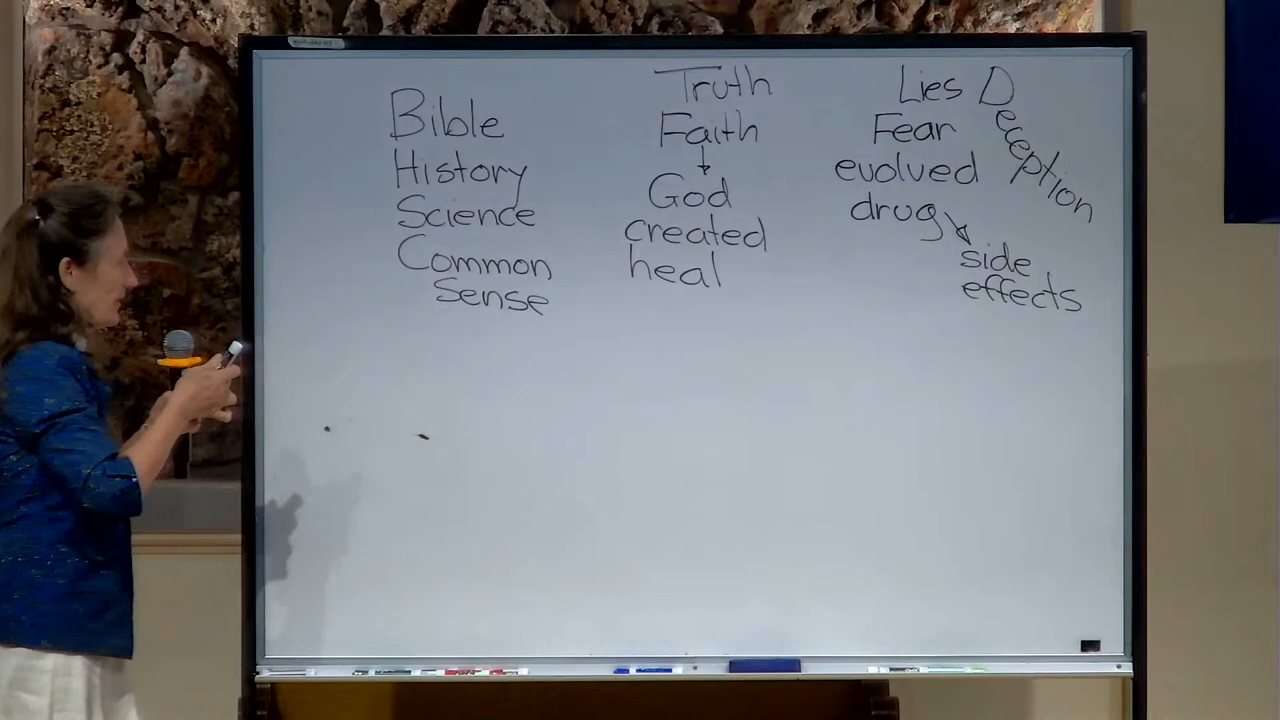 Bible
History
Science
Common
Sense
Truth
Faith
God
created
heal
Lies Deception
Fear
evolved
drug
side
effects